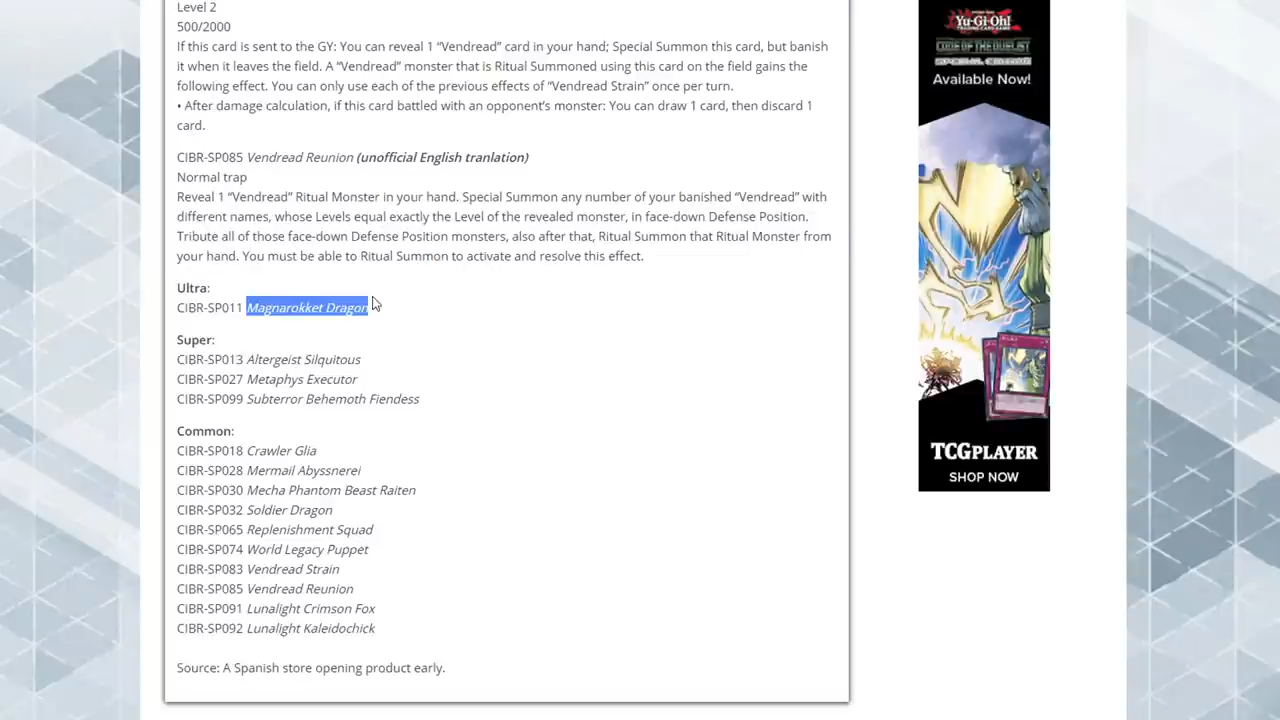 Level 2
500/2000
If this card is sent to the GY: You can reveal 1 “Vendread” card in your hand; Special Summon this card, but banish
it when it leaves the field, A “Vendread” monster that is Ritual Summoned using this card on the field gains the
following effect. You can only use each of the previous effects of “Vendread Strain” once per turn.
• After damage calculation, if this card battled with an opponent’s monster: You can draw 1 card, then discard 1
card.
CIBR-SP085 Vendread Reunion (unofficial English tranlation)
Normal trap
Reveal 1 “Vendread” Ritual Monster in your hand. Special Summon any number of your banished “Vendread” with
different names, whose Levels equal exactly the Level of the revealed monster, in face-down Defense Position.
Tribute all of those face-down Defense Position monsters, also after that, Ritual Summon that Ritual Monster from
your hand. You must be able to Ritual Summon to activate and resolve this effect.
Ultra:
CIBR-SP011 Magnarokket Dragon
Super:
CIBR-SP013 Altergest Silquitous
CIBR-SP027 Metaphys Executor
CIBR-SP099 Subterror Behemoth Fiendess
Common:
CIBR-SP018 Crawler Glia
CIBR-SP028 Mermail Abyssnerei
CIBR-SP030 Mecha Phantom Beast Raiten
CIBR-SP032 Soldier Dragon
CIBR-SP065 Replenishment Squad
CIBR-SP074 World Legacy Puppet
CIBR-SP083 Vendread Strain
CIBR-SP085 Vendread Reunion
CIBR-SP091 Lunalight Crimson Fox
CIBR-SP092 Lunalight Kaleidochick
Source: A Spanish store opening product early.
Yu-Gi-Oh!
TRADING CARD GAME
CODE OF THE DUELIST
Available Now!
TCGPLAYER
SHOP NOW